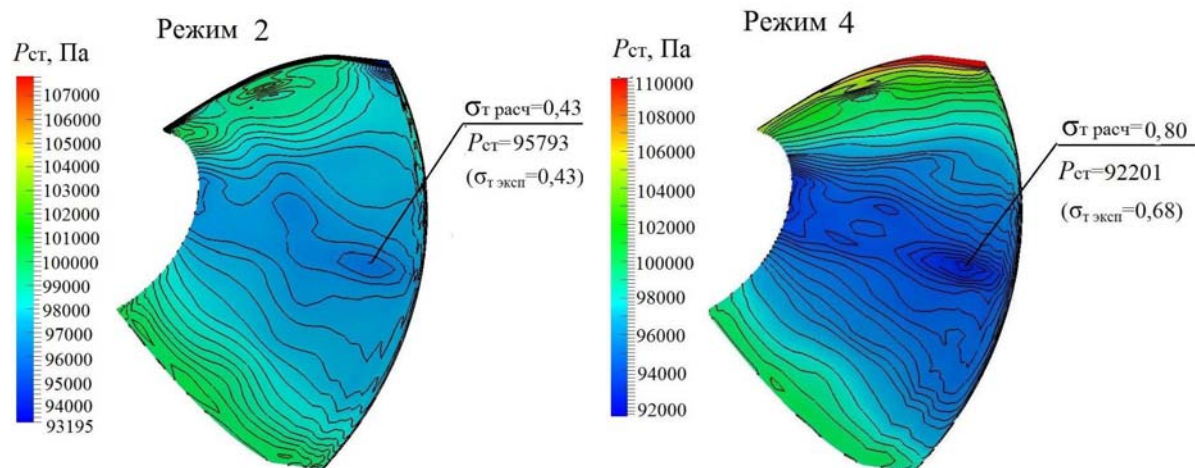 Режим 2
Pст, Па
107000
106000
105000
104000
103000
102000
101000
100000
99000
98000
97000
96000
95000
94000
93195
σт расч=0,43
Pст=95793
(σт эксп=0,43)
Режим 4
Pст, Па
110000
108000
106000
104000
102000
100000
98000
96000
94000
92000
σт расч=0,80
Pст=92201
(σт эксп=0,68)